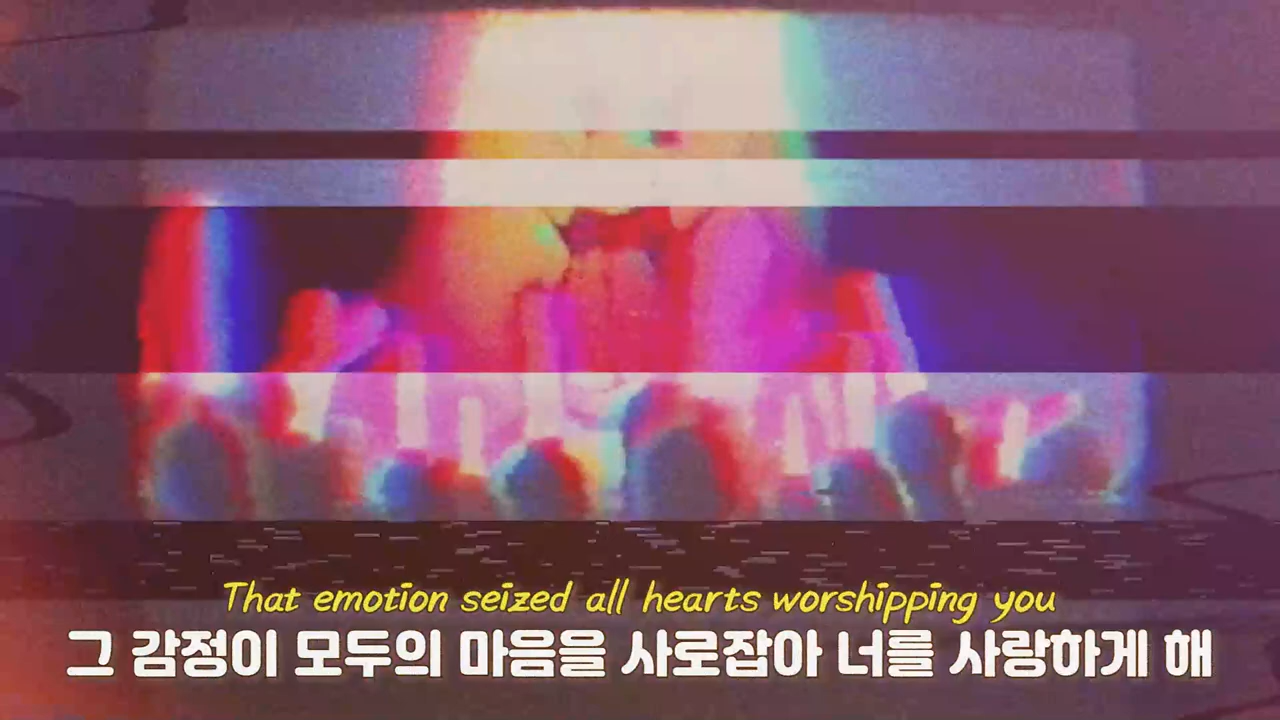 That emotion seized all hearts worshipping you
그 감정이 모두의 마음을 사로잡아 너를 사랑하게 해